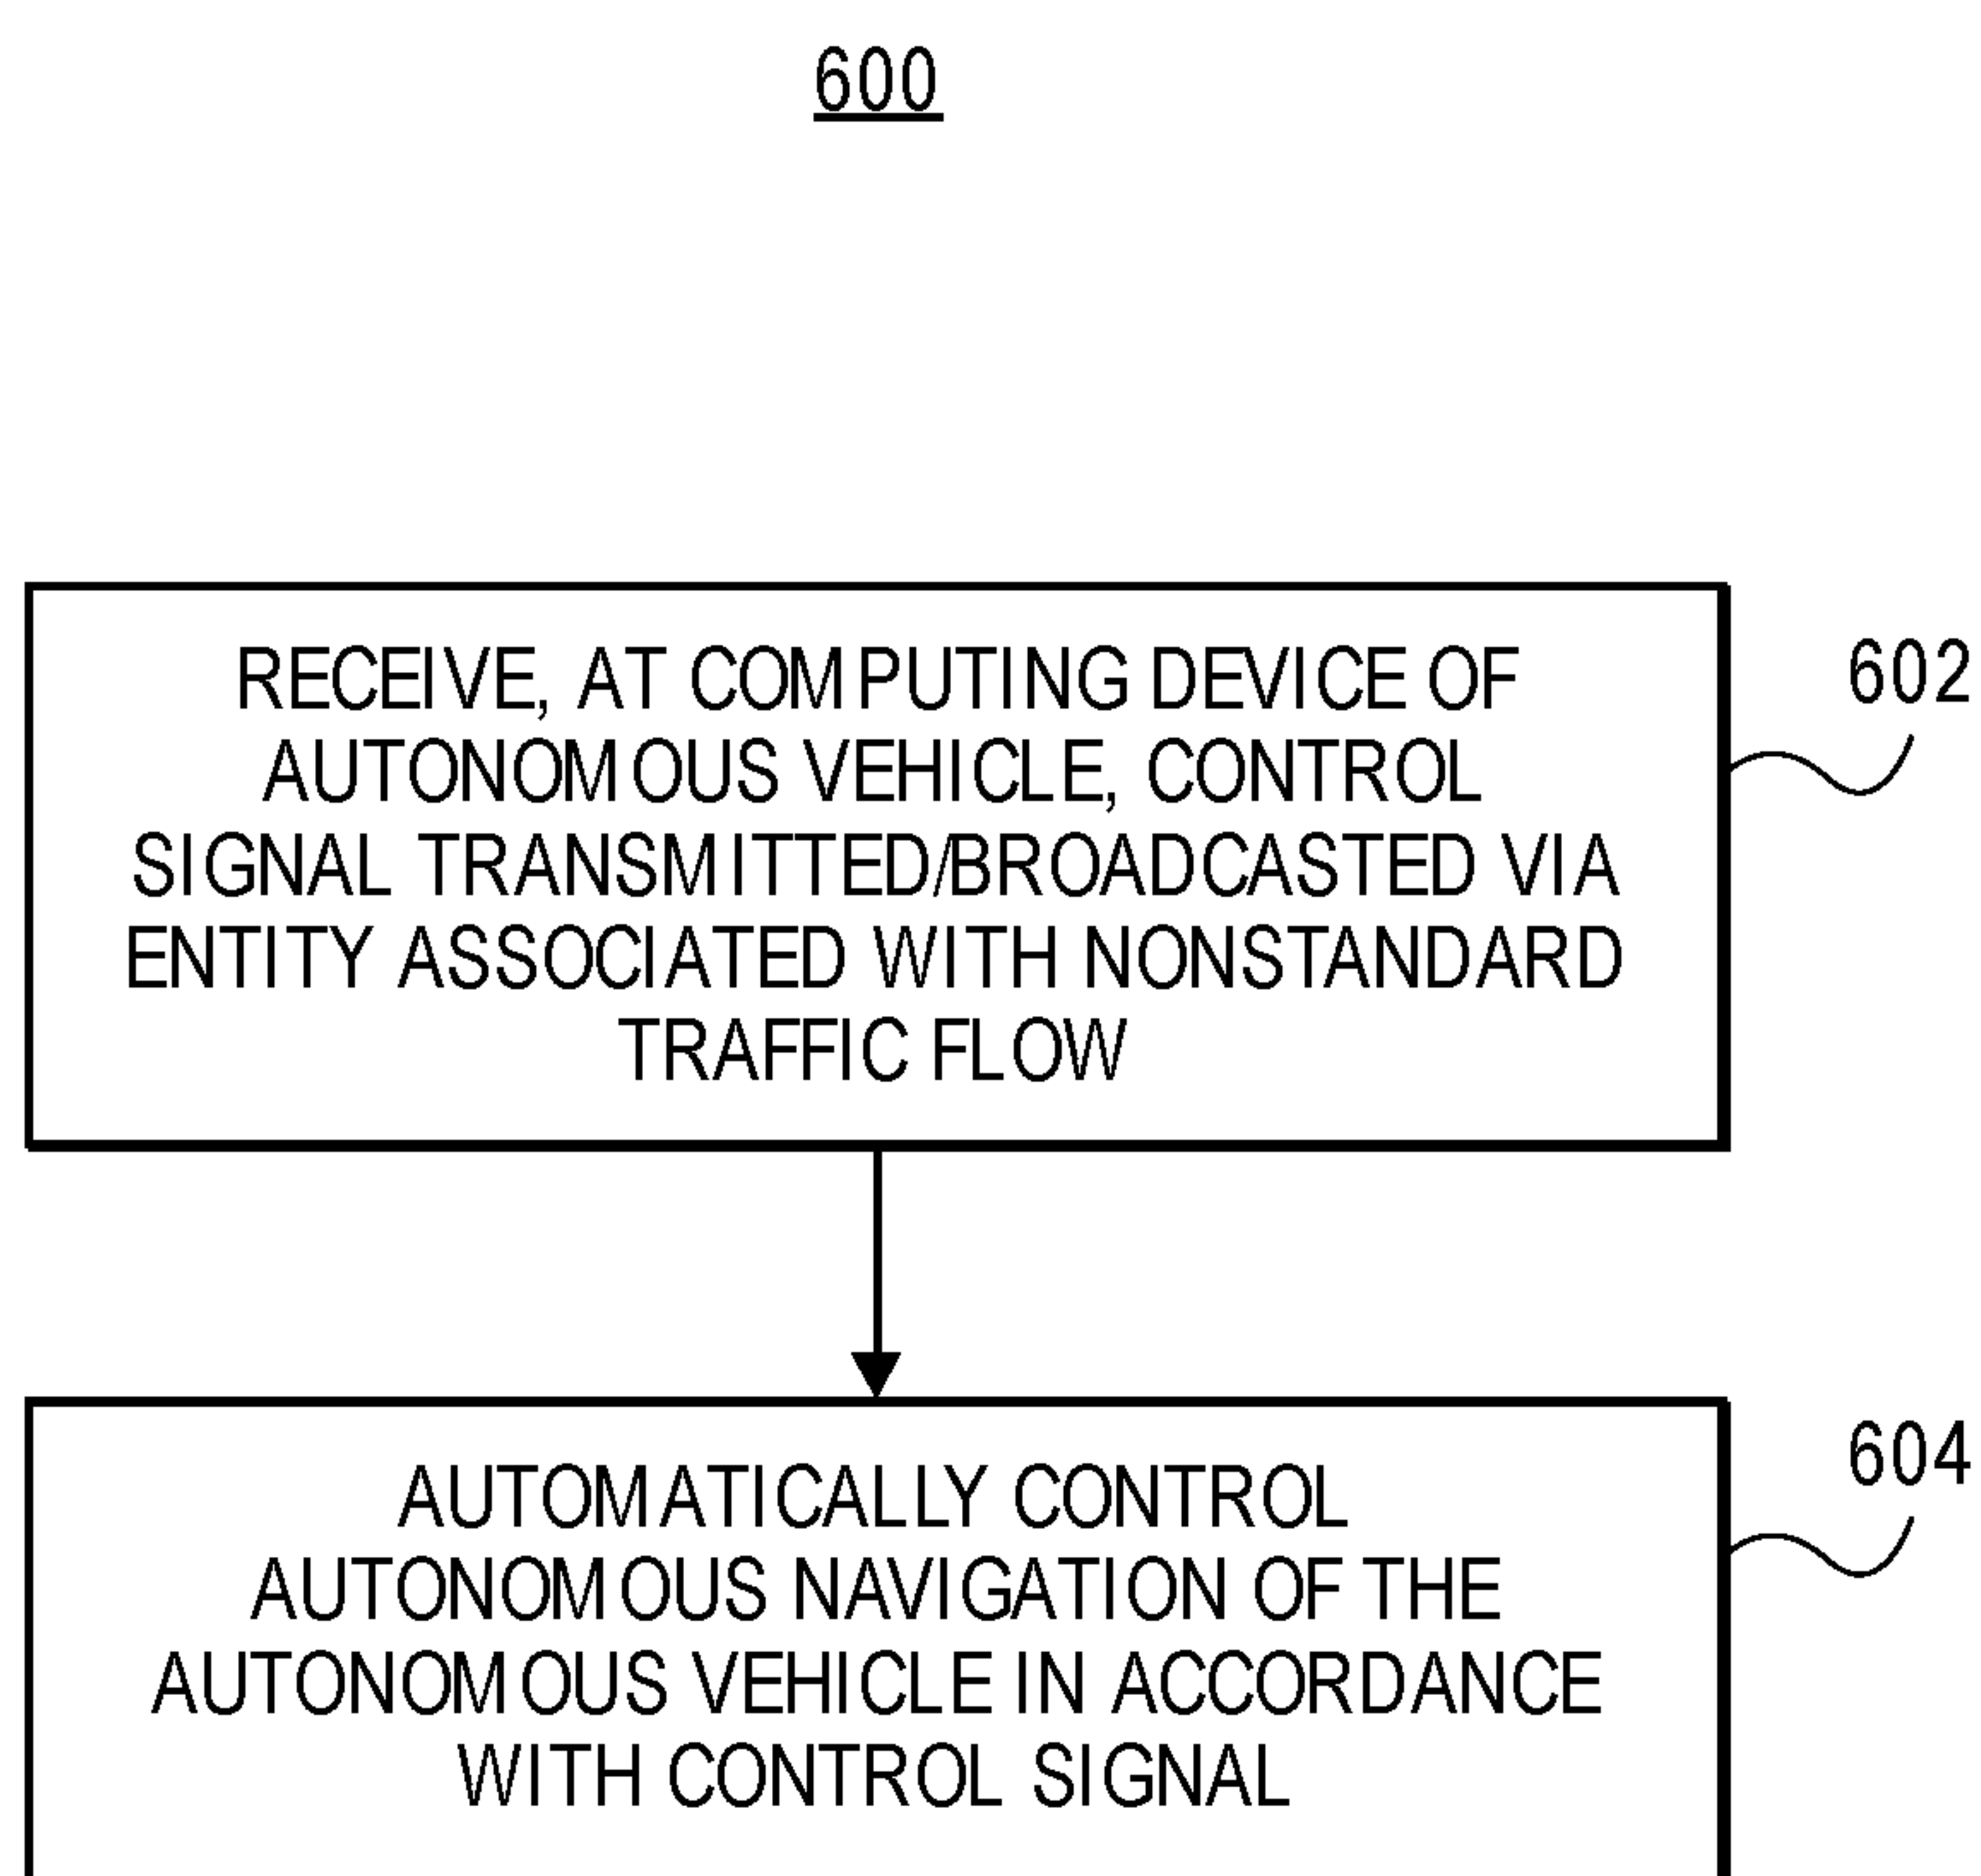 600
RECEIVE, AT COMPUTING DEVICE OF
AUTONOMOUS VEHICLE, CONTROL
SIGNAL TRANSMITTED/BROADCASTED VIA
ENTITY ASSOCIATED WITH NONSTANDARD
TRAFFIC FLOW
602
AUTOMATICALLY CONTROL
AUTONOMOUS NAVIGATION OF THE
AUTONOMOUS VEHICLE IN ACCORDANCE
WITH CONTROL SIGNAL
604